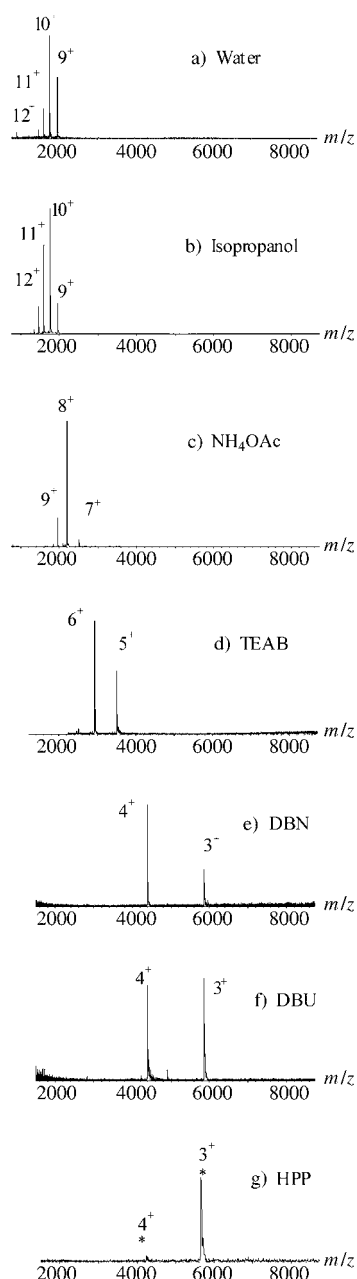 10
9⁺
a) Water
11⁺
12⁻
2000 4000 6000 8000 m/z
10⁺
11⁺
b) Isopropanol
12⁺
9⁺
2000 4000 6000 8000 m/z
8⁺
c) NH₄OAc
9⁺
7⁺
2000 4000 6000 8000 m/z
6⁺
5⁺
d) TEAB
2000 4000 6000 8000 m/z
4⁺
e) DBN
3⁺
2000 4000 6000 8000 m/z
4⁺
3⁺
f) DBU
2000 4000 6000 8000 m/z
3⁺
*
g) HPP
4⁺
*
2000 4000 6000 8000 m/z